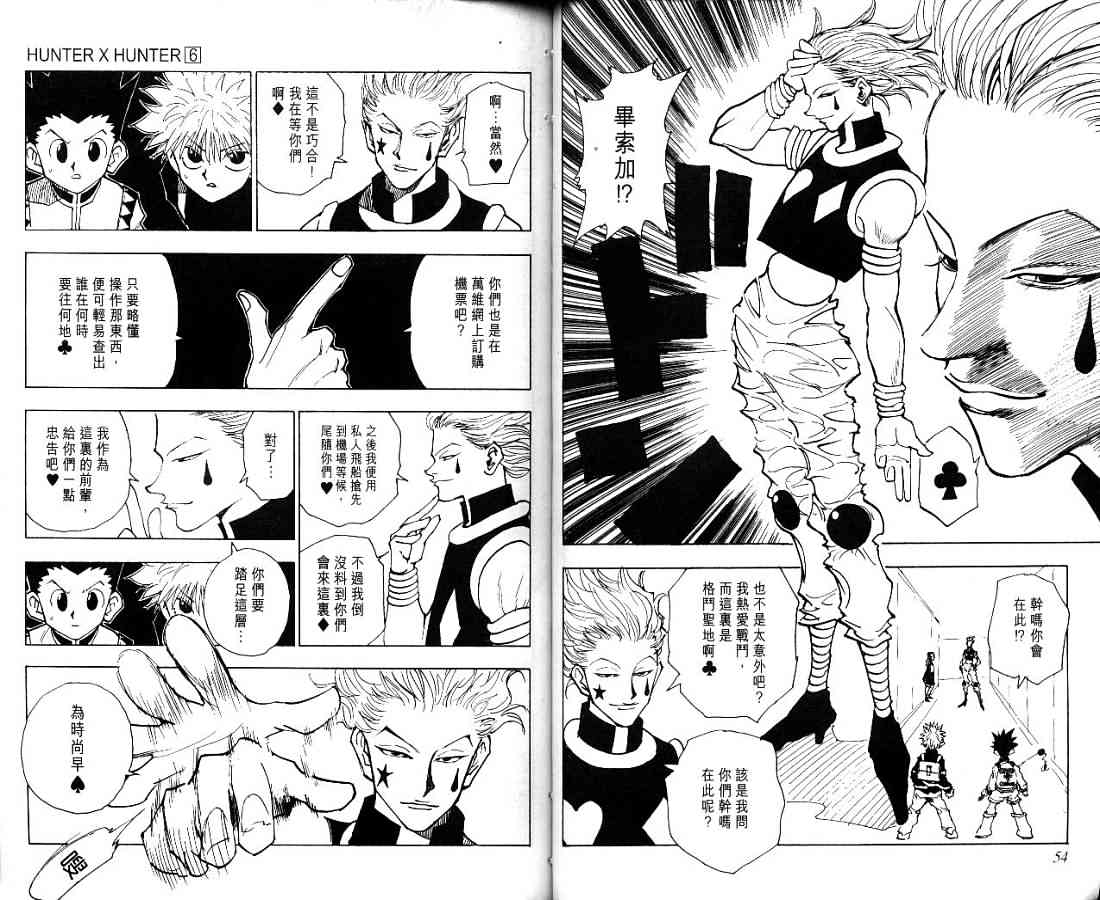 畢索加!?
幹嗎你會
在此!?
也不是太意外吧？
我熱愛戰鬥，
而這裏是
格鬥聖地啊♣
該是我問
你們幹嗎
在此呢？
54
HUNTER X HUNTER 6
啊…當然♥
這不是巧合！
我在等你們
啊♦
你們也是在
萬維網上訂購
機票吧？
只要略懂
操作那東西，
便可輕易查出
誰在何時
要往何地♣
之後我便用
私人飛船搶先
到機場等候，
尾隨你們♥
不過我倒
沒料到你們
會來這裏♦
對了…
我作為
這裏的前輩，
給你們一點
忠告吧♥
你們要
踏足這層…
為時尚早♠